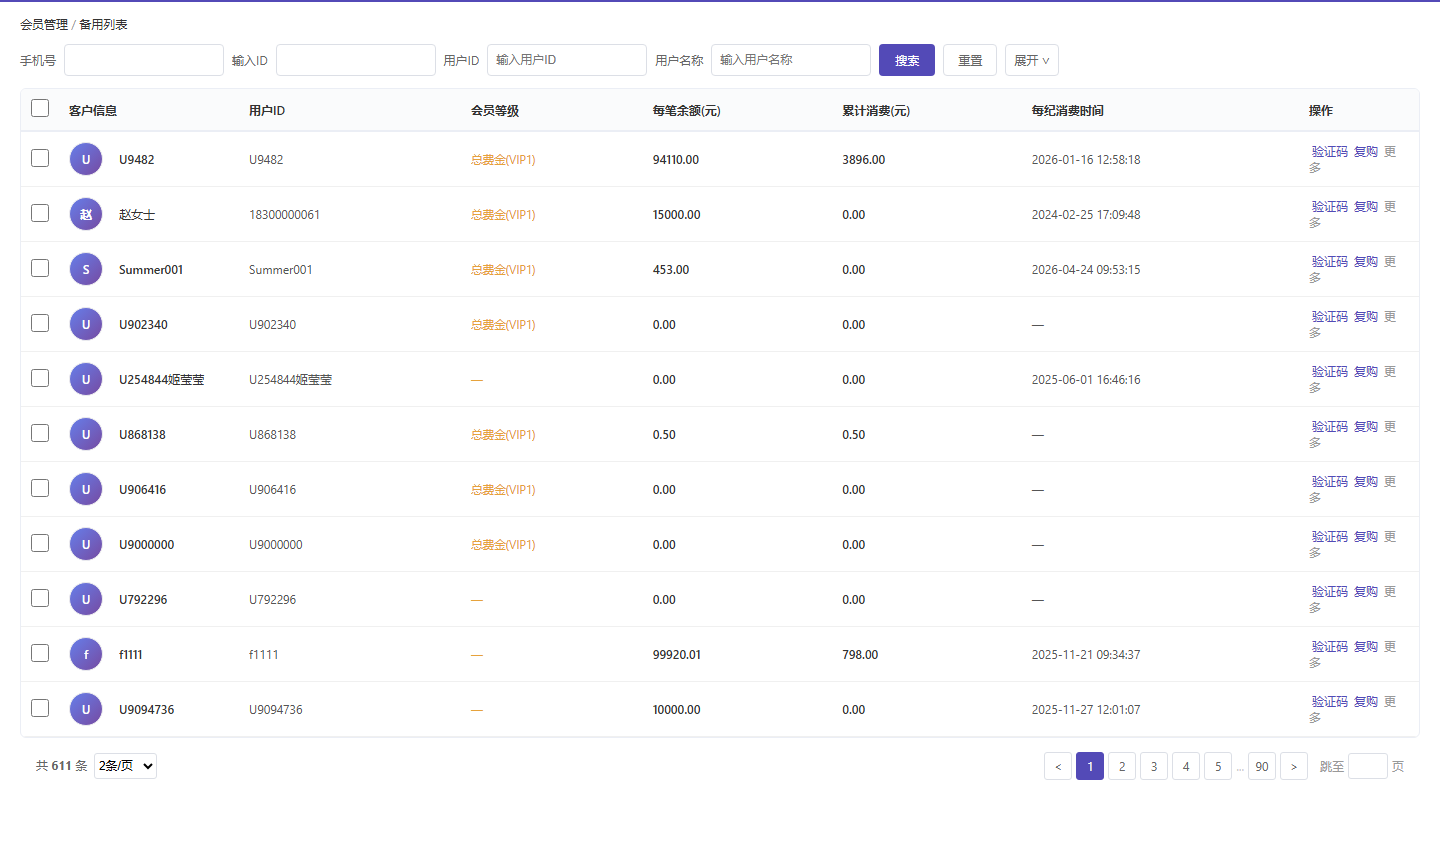 会员管理 / 备用列表
手机号 输入ID 用户ID 输入用户ID 用户名称 输入用户名称 搜索 重置 展开 ∨
客户信息 用户ID 会员等级 每笔余额(元) 累计消费(元) 每纪消费时间 操作
U U9482 U9482 总费金(VIP1) 94110.00 3896.00 2026-01-16 12:58:18 验证码 复购 更
多
赵 赵女士 18300000061 总费金(VIP1) 15000.00 0.00 2024-02-25 17:09:48 验证码 复购 更
多
S Summer001 Summer001 总费金(VIP1) 453.00 0.00 2026-04-24 09:53:15 验证码 复购 更
多
U U902340 U902340 总费金(VIP1) 0.00 0.00 — 验证码 复购 更
多
U U254844姬莹莹 U254844姬莹莹 — 0.00 0.00 2025-06-01 16:46:16 验证码 复购 更
多
U U868138 U868138 总费金(VIP1) 0.50 0.50 — 验证码 复购 更
多
U U906416 U906416 总费金(VIP1) 0.00 0.00 — 验证码 复购 更
多
U U9000000 U9000000 总费金(VIP1) 0.00 0.00 — 验证码 复购 更
多
U U792296 U792296 — 0.00 0.00 — 验证码 复购 更
多
f f1111 f1111 — 99920.01 798.00 2025-11-21 09:34:37 验证码 复购 更
多
U U9094736 U9094736 — 10000.00 0.00 2025-11-27 12:01:07 验证码 复购 更
多
共 611 条 2条/页 < 1 2 3 4 5 ... 90 > 跳至 页